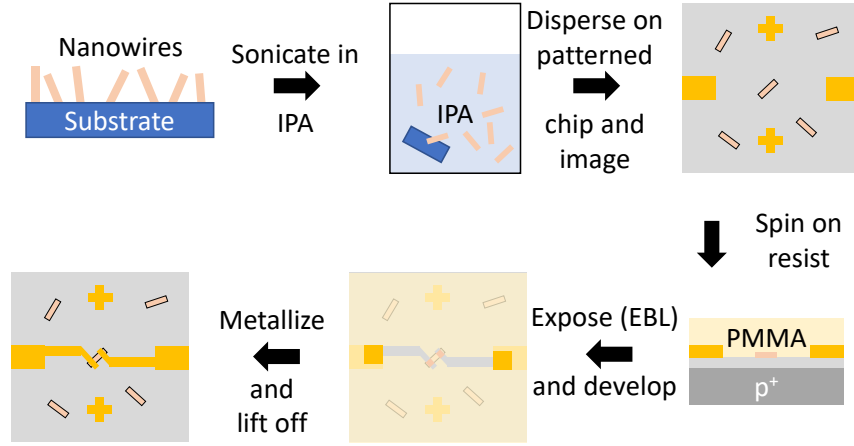 Nanowires
Substrate
Sonicate in
IPA
IPA
Disperse on
patterned
chip and
image
Spin on
resist
PMMA
p⁺
Expose (EBL)
and develop
Metallize
and
lift off